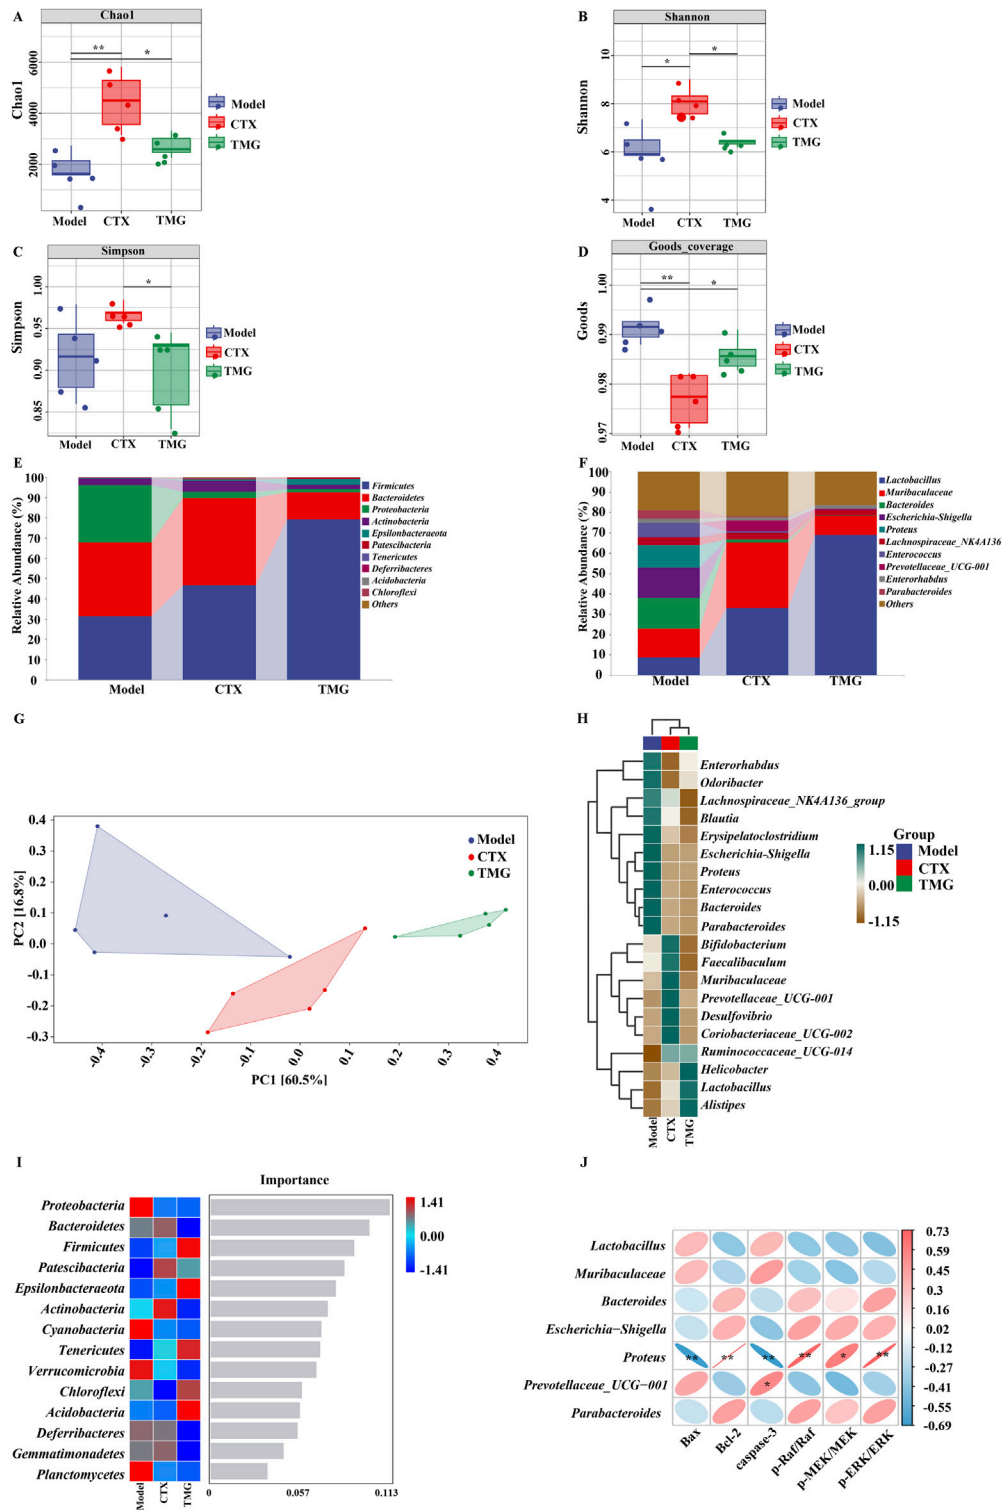 A
Chao1
**
*
Chao1
6000
4000
2000
Model
CTX
TMG
Model CTX TMG
B
Shannon
*
*
Shannon
10
8
6
4
Model
CTX
TMG
Model CTX TMG
C
Simpson
*
Simpson
1.00
0.95
0.90
0.85
Model
CTX
TMG
Model CTX TMG
D
Goods_coverage
**
*
Goods
1.00
0.99
0.98
0.97
Model
CTX
TMG
Model CTX TMG
E
Relative Abundance (%)
100
90
80
70
60
50
40
30
20
10
0
Model CTX TMG
Firmicutes
Bacteroidetes
Proteobacteria
Actinobacteria
Epsilonbacteraeota
Patescibacteria
Tenericutes
Deferribacteres
Acidobacteria
Chloroflexi
Others
F
Relative Abundance (%)
100
90
80
70
60
50
40
30
20
10
0
Model CTX TMG
Lactobacillus
Muribaculaceae
Bacteroides
Escherichia-Shigella
Proteus
Lachnospiraceae_NK4A136
Enterococcus
Prevotellaceae_UCG-001
Enterorhabdus
Parabacteroides
Others
G
PC2 [16.8%]
0.4
0.3
0.2
0.1
0.0
-0.1
-0.2
-0.3
-0.4 -0.3 -0.2 -0.1 0.0 0.1 0.2 0.3 0.4
PC1 [60.5%]
Model
CTX
TMG
H
Enterorhabdus
Odoribacter
Lachnospiraceae_NK4A136_group
Blautia
Erysipelatoclostridium
Escherichia-Shigella
Proteus
Enterococcus
Bacteroides
Parabacteroides
Bifidobacterium
Faecalibaculum
Muribaculaceae
Prevotellaceae_UCG-001
Desulfovibrio
Coriobacteriaceae_UCG-002
Ruminococcaceae_UCG-014
Helicobacter
Lactobacillus
Alistipes
Model CTX TMG
1.15
0.00
-1.15
Group
Model
CTX
TMG
I
Importance
Proteobacteria
Bacteroidetes
Firmicutes
Patescibacteria
Epsilonbacteraeota
Actinobacteria
Cyanobacteria
Tenericutes
Verrucomicrobia
Chloroflexi
Acidobacteria
Deferribacteres
Gemmatimonadetes
Planctomycetes
Model CTX TMG
0 0.057 0.113
1.41
0.00
-1.41
J
Lactobacillus
Muribaculaceae
Bacteroides
Escherichia−Shigella
Proteus ** ** ** ** * **
Prevotellaceae_UCG−001 *
Parabacteroides
Bax Bcl-2 caspase-3 p-Raf/Raf p-MEK/MEK p-ERK/ERK
0.73
0.59
0.45
0.3
0.16
0.02
-0.12
-0.27
-0.41
-0.55
-0.69